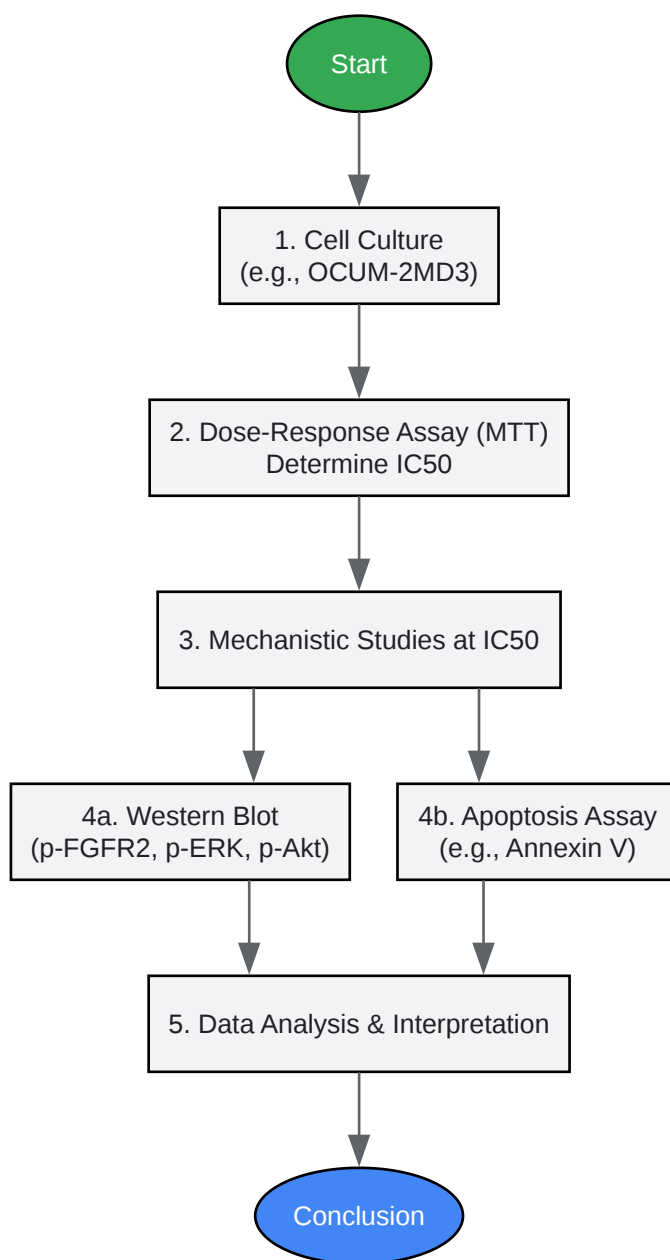 Start
1. Cell Culture
(e.g., OCUM-2MD3)
2. Dose-Response Assay (MTT)
Determine IC50
3. Mechanistic Studies at IC50
4a. Western Blot
(p-FGFR2, p-ERK, p-Akt)
4b. Apoptosis Assay
(e.g., Annexin V)
5. Data Analysis & Interpretation
Conclusion